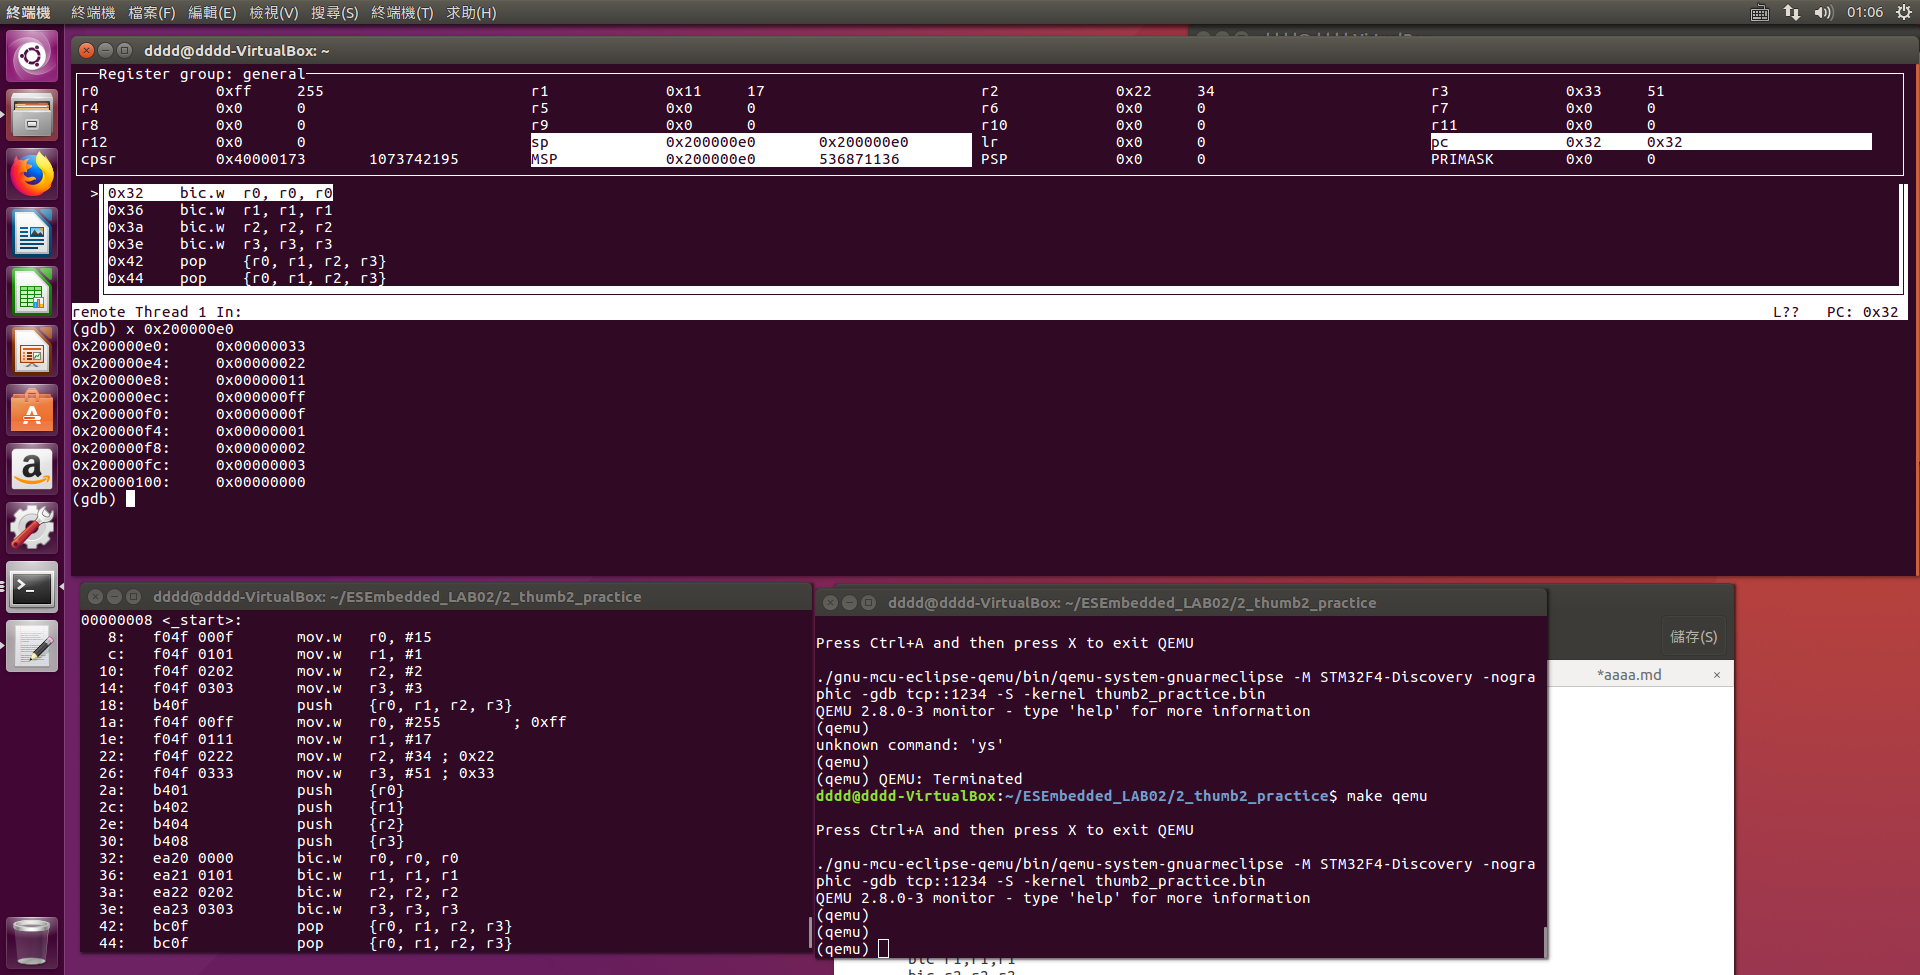 終端機 終端機 檔案(F) 編輯(E) 檢視(V) 搜尋(S) 終端機(T) 求助(H) 01:06
dddd@dddd-VirtualBox: ~
Register group: general
r0 0xff 255 r1 0x11 17 r2 0x22 34 r3 0x33 51
r4 0x0 0 r5 0x0 0 r6 0x0 0 r7 0x0 0
r8 0x0 0 r9 0x0 0 r10 0x0 0 r11 0x0 0
r12 0x0 0 sp 0x200000e0 0x200000e0 lr 0x0 0 pc 0x32 0x32
cpsr 0x40000173 1073742195 MSP 0x200000e0 536871136 PSP 0x0 0 PRIMASK 0x0 0
>0x32 bic.w r0, r0, r0
0x36 bic.w r1, r1, r1
0x3a bic.w r2, r2, r2
0x3e bic.w r3, r3, r3
0x42 pop {r0, r1, r2, r3}
0x44 pop {r0, r1, r2, r3}
remote Thread 1 In: L?? PC: 0x32
(gdb) x 0x200000e0
0x200000e0: 0x00000033
0x200000e4: 0x00000022
0x200000e8: 0x00000011
0x200000ec: 0x000000ff
0x200000f0: 0x0000000f
0x200000f4: 0x00000001
0x200000f8: 0x00000002
0x200000fc: 0x00000003
0x20000100: 0x00000000
(gdb)
dddd@dddd-VirtualBox: ~/ESEmbedded_LAB02/2_thumb2_practice
00000008 <_start>:
8: f04f 000f mov.w r0, #15
c: f04f 0101 mov.w r1, #1
10: f04f 0202 mov.w r2, #2
14: f04f 0303 mov.w r3, #3
18: b40f push {r0, r1, r2, r3}
1a: f04f 00ff mov.w r0, #255 ; 0xff
1e: f04f 0111 mov.w r1, #17
22: f04f 0222 mov.w r2, #34 ; 0x22
26: f04f 0333 mov.w r3, #51 ; 0x33
2a: b401 push {r0}
2c: b402 push {r1}
2e: b404 push {r2}
30: b408 push {r3}
32: ea20 0000 bic.w r0, r0, r0
36: ea21 0101 bic.w r1, r1, r1
3a: ea22 0202 bic.w r2, r2, r2
3e: ea23 0303 bic.w r3, r3, r3
42: bc0f pop {r0, r1, r2, r3}
44: bc0f pop {r0, r1, r2, r3}
dddd@dddd-VirtualBox: ~/ESEmbedded_LAB02/2_thumb2_practice
Press Ctrl+A and then press X to exit QEMU
./gnu-mcu-eclipse-qemu/bin/qemu-system-gnuarmeclipse -M STM32F4-Discovery -nogra
phic -gdb tcp::1234 -S -kernel thumb2_practice.bin
QEMU 2.8.0-3 monitor - type 'help' for more information
(qemu)
unknown command: 'ys'
(qemu)
(qemu) QEMU: Terminated
dddd@dddd-VirtualBox:~/ESEmbedded_LAB02/2_thumb2_practice$ make qemu
Press Ctrl+A and then press X to exit QEMU
./gnu-mcu-eclipse-qemu/bin/qemu-system-gnuarmeclipse -M STM32F4-Discovery -nogra
phic -gdb tcp::1234 -S -kernel thumb2_practice.bin
QEMU 2.8.0-3 monitor - type 'help' for more information
(qemu)
(qemu)
(qemu)
儲存(S)
*aaaa.md ×
bic r1,r1,r1